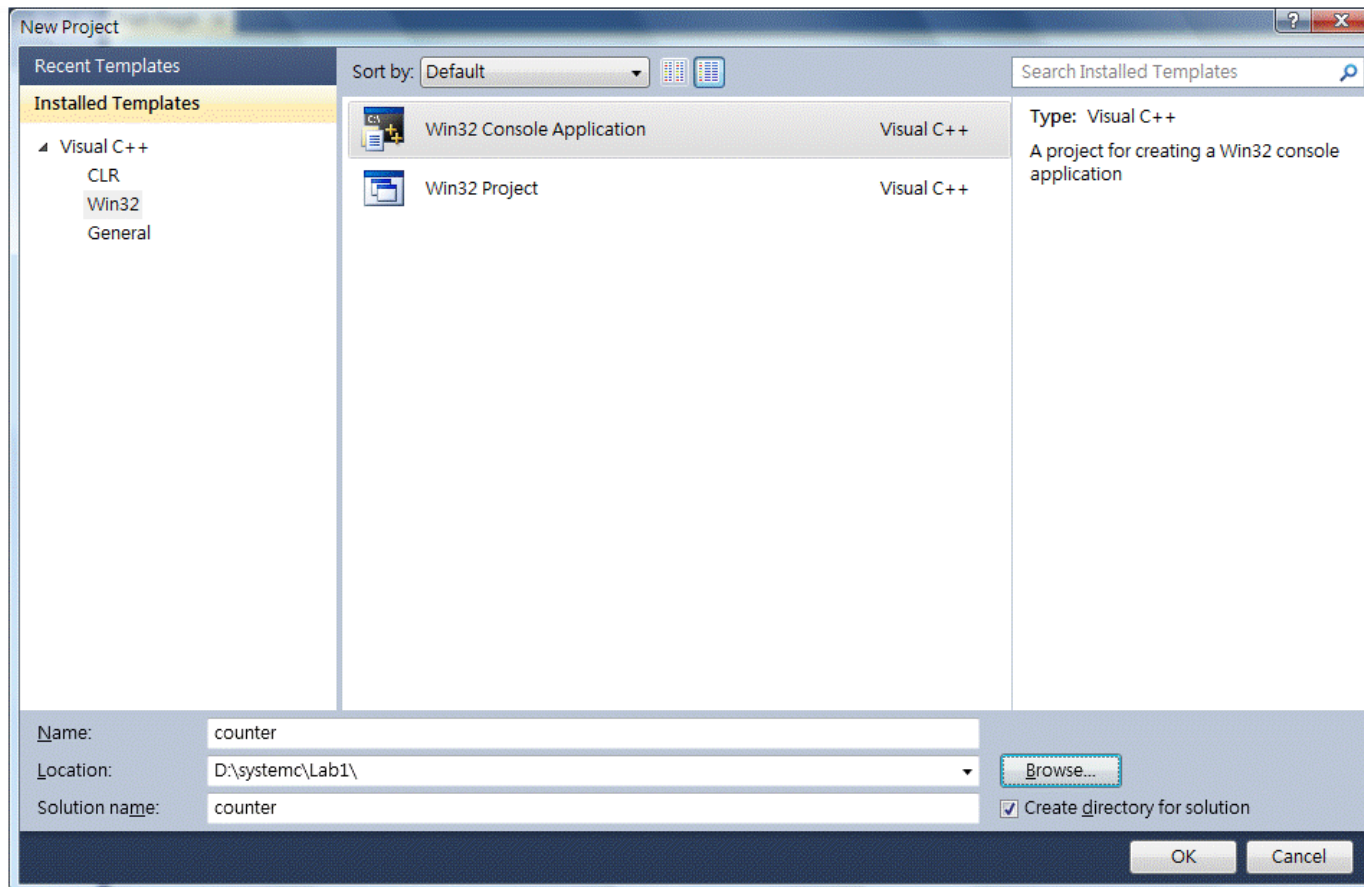 New Project
Recent Templates
Installed Templates
Visual C++
CLR
Win32
General
Sort by: Default
Win32 Console Application Visual C++
Win32 Project Visual C++
Search Installed Templates
Type: Visual C++
A project for creating a Win32 console
application
Name: counter
Location: D:\systemc\Lab1\
Browse...
Solution name: counter
Create directory for solution
OK Cancel